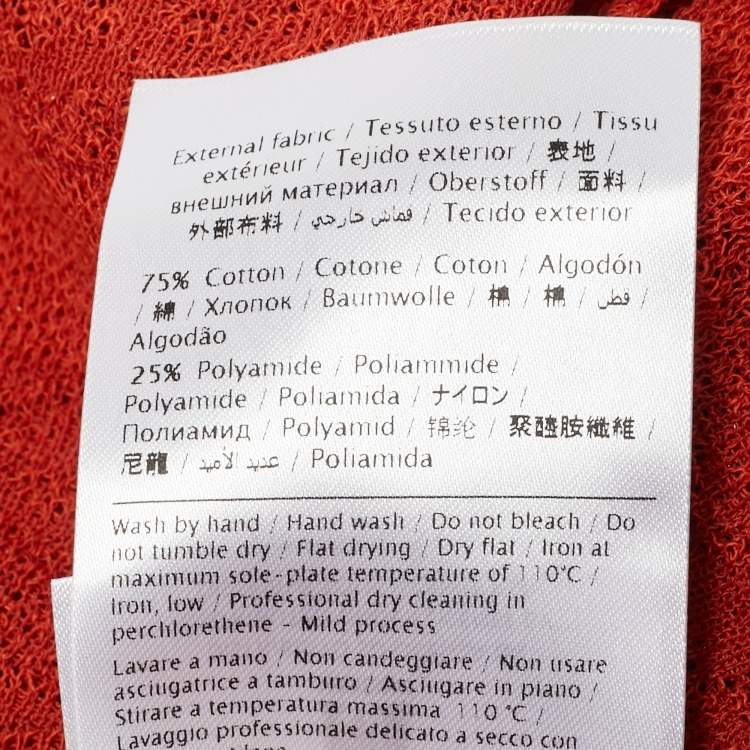 External fabric / Tessuto esterno / Tissu
extérieur / Tejido exterior / 表地 /
внешний материал / Oberstoff / 面料 /
外部布料 / قماش خارجي / Tecido exterior
75% Cotton / Cotone / Coton / Algodón
/ 綿 / Хлопок / Baumwolle / 棉 / 棉 / قطن /
Algodão
25% Polyamide / Poliammide /
Polyamide / Poliamida / ナイロン /
Полиамид / Polyamid / 锦纶 / 聚醯胺纖維 /
尼龍 / عديد الأميد / Poliamida
Wash by hand / Hand wash / Do not bleach / Do
not tumble dry / Flat drying / Dry flat / Iron at
maximum sole-plate temperature of 110°C /
Iron, low / Professional dry cleaning in
perchlorethene - Mild process
Lavare a mano / Non candeggiare / Non usare
asciugatrice a tamburo / Asciugare in piano /
Stirare a temperatura massima 110 °C /
Lavaggio professionale delicato a secco con